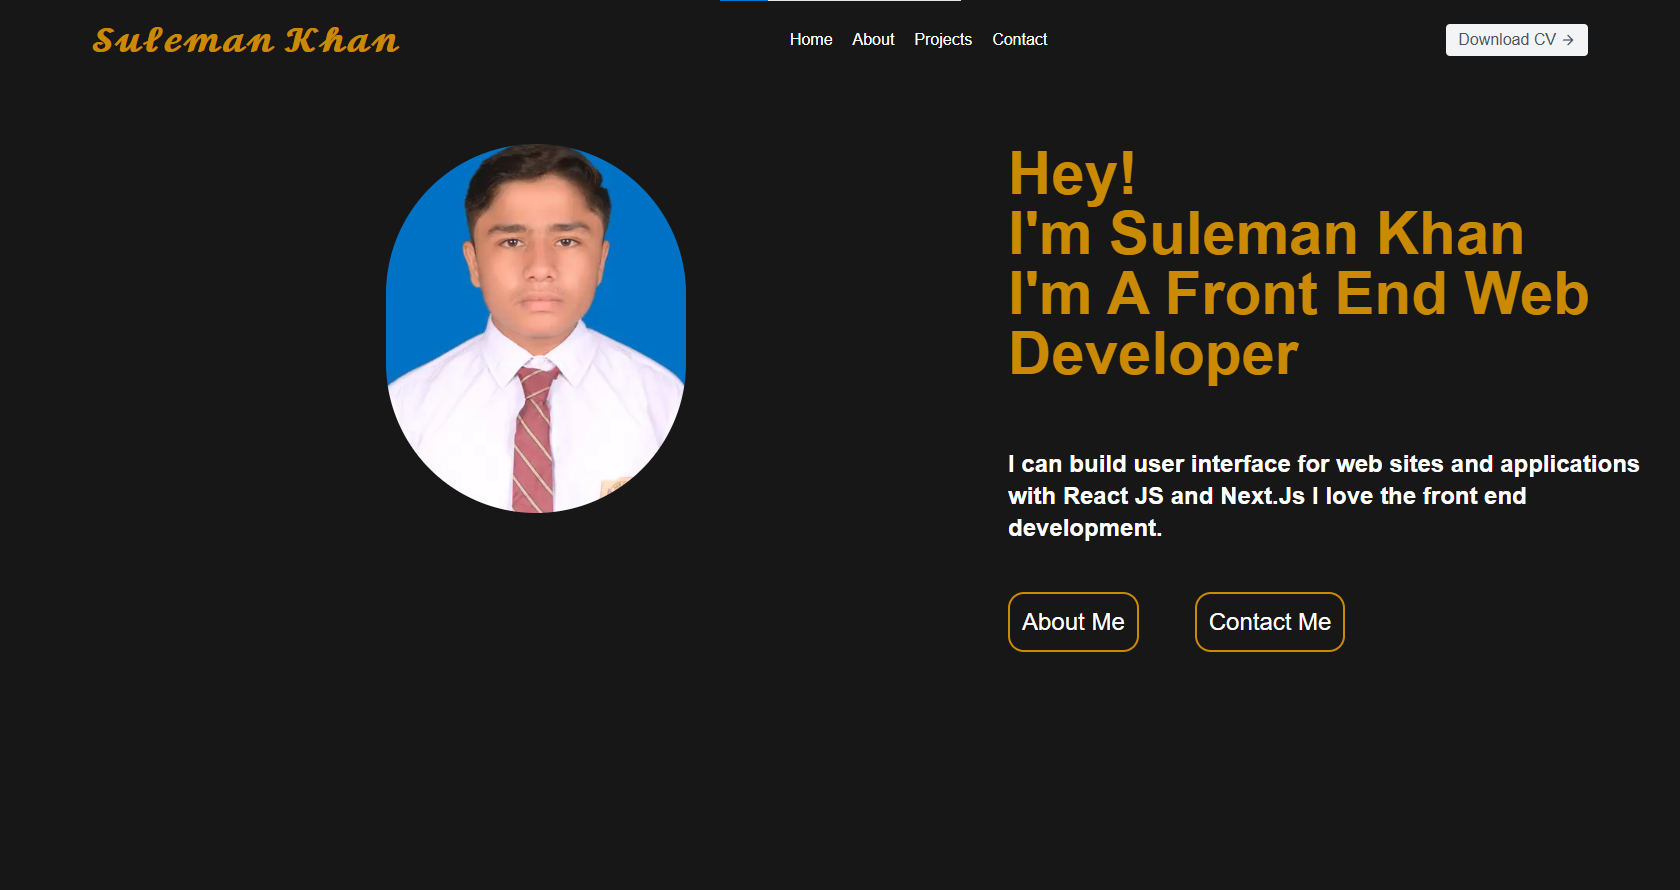 Suleman Khan
Home About Projects Contact
Download CV →
Hey!
I'm Suleman Khan
I'm A Front End Web
Developer
I can build user interface for web sites and applications
with React JS and Next.Js I love the front end
development.
About Me
Contact Me